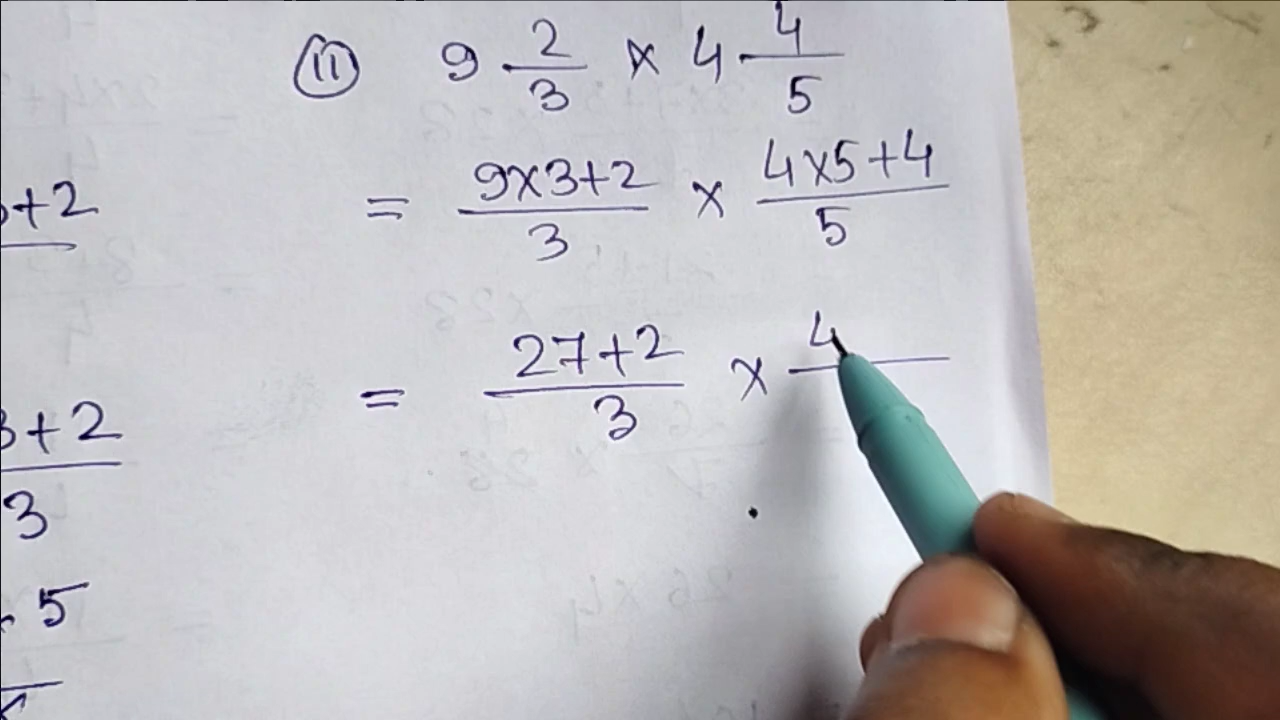 (ii) 9 2/3 × 4 4/5
+2
= 9×3+2/3 × 4×5+4/5
= 27+2/3 × 4
3+2
3
5